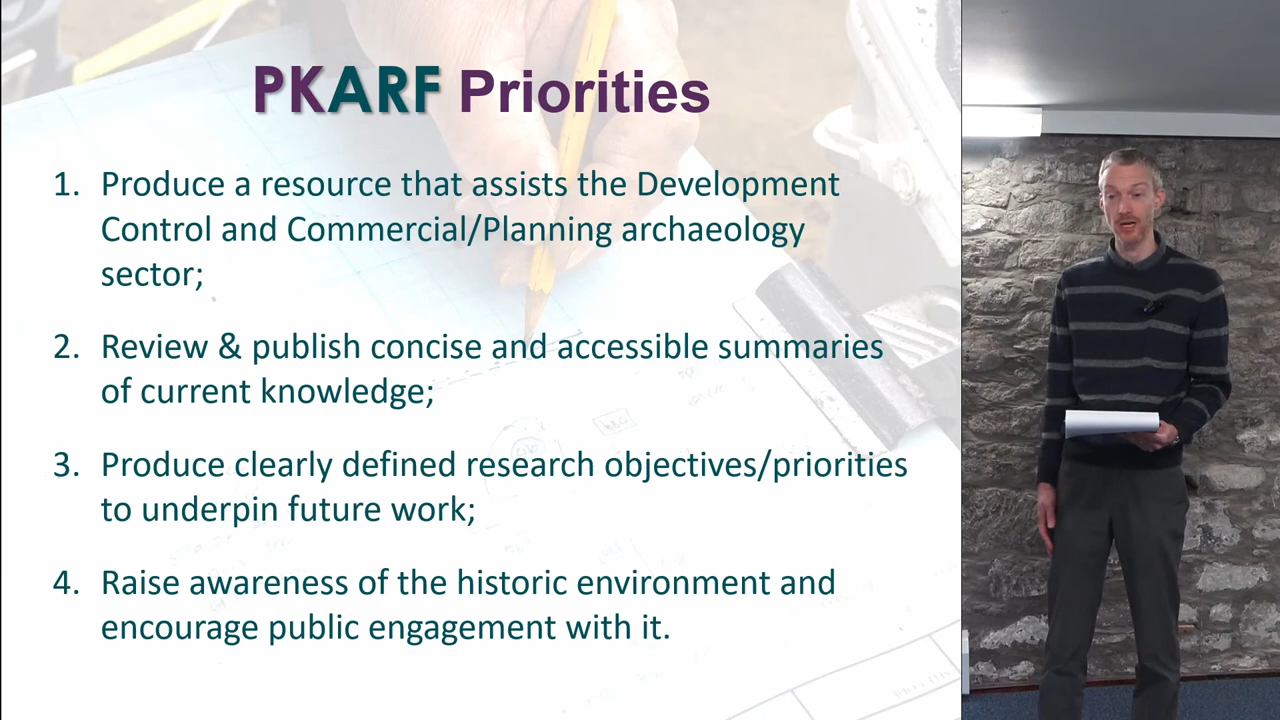 PKARF Priorities
1. Produce a resource that assists the Development
Control and Commercial/Planning archaeology
sector;
2. Review & publish concise and accessible summaries
of current knowledge;
3. Produce clearly defined research objectives/priorities
to underpin future work;
4. Raise awareness of the historic environment and
encourage public engagement with it.